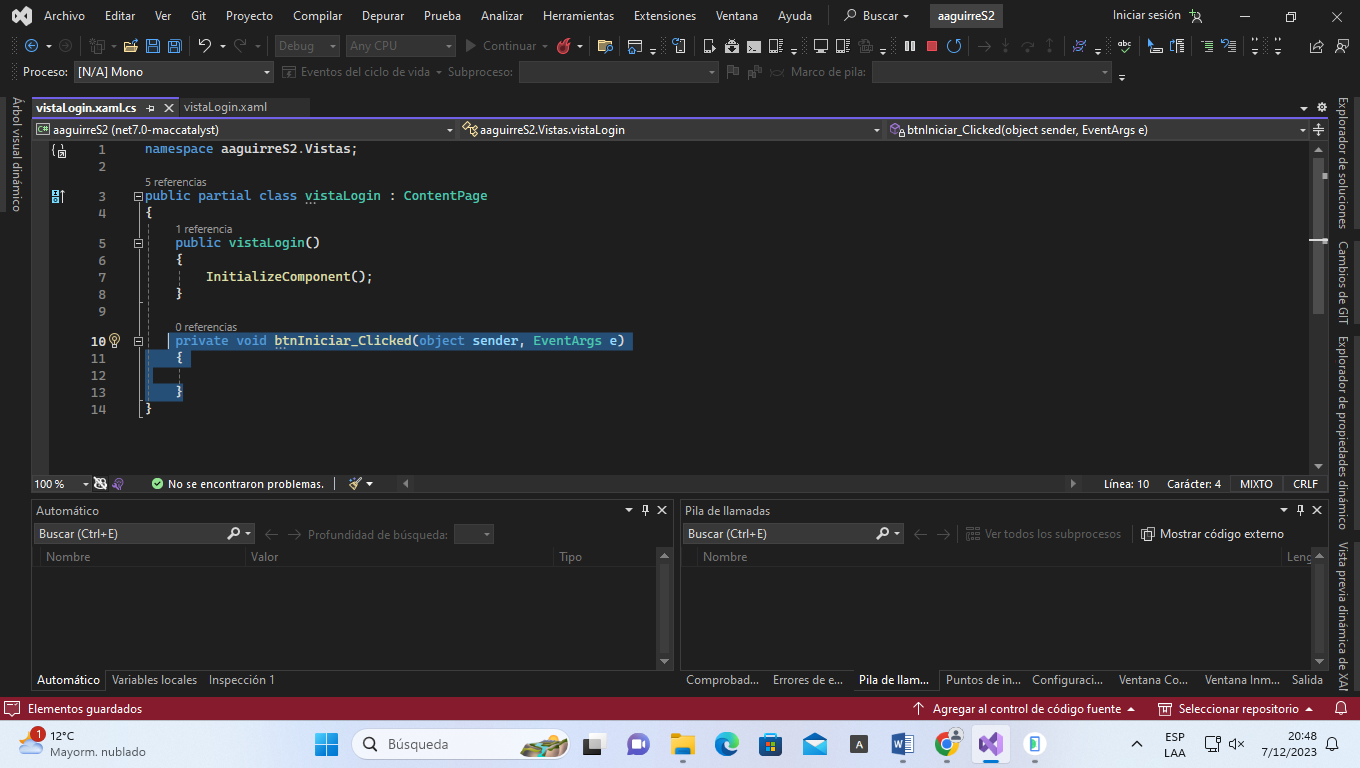 Archivo Editar Ver Git Proyecto Compilar Depurar Prueba Analizar Herramientas Extensiones Ventana Ayuda Buscar aaguirreS2 Iniciar sesión
Debug Any CPU Continuar
Proceso: [N/A] Mono Eventos del ciclo de vida Subproceso: Marco de pila:
vistaLogin.xaml.cs vistaLogin.xaml
aaguirreS2 (net7.0-maccatalyst) aaguirreS2.Vistas.vistaLogin btnIniciar_Clicked(object sender, EventArgs e)
1 namespace aaguirreS2.Vistas;
2
5 referencias
3 public partial class vistaLogin : ContentPage
4 {
1 referencia
5 public vistaLogin()
6 {
7 InitializeComponent();
8 }
9
0 referencias
10 private void btnIniciar_Clicked(object sender, EventArgs e)
11 {
12
13 }
14 }
Árbol visual dinámico
Explorador de soluciones
Cambios de GIT
Explorador de propiedades dinámico
Vista previa dinámica de XAI
100 % No se encontraron problemas. Línea: 10 Carácter: 4 MIXTO CRLF
Automático
Buscar (Ctrl+E) Profundidad de búsqueda:
Nombre Valor Tipo
Automático Variables locales Inspección 1
Pila de llamadas
Buscar (Ctrl+E) Ver todos los subprocesos Mostrar código externo
Nombre Leng
Comprobad... Errores de e... Pila de llam... Puntos de in... Configuraci... Ventana Co... Ventana Inm... Salida
Elementos guardados Agregar al control de código fuente Seleccionar repositorio
1 12°C
Mayorm. nublado
Búsqueda
A
ESP
LAA
20:48
7/12/2023